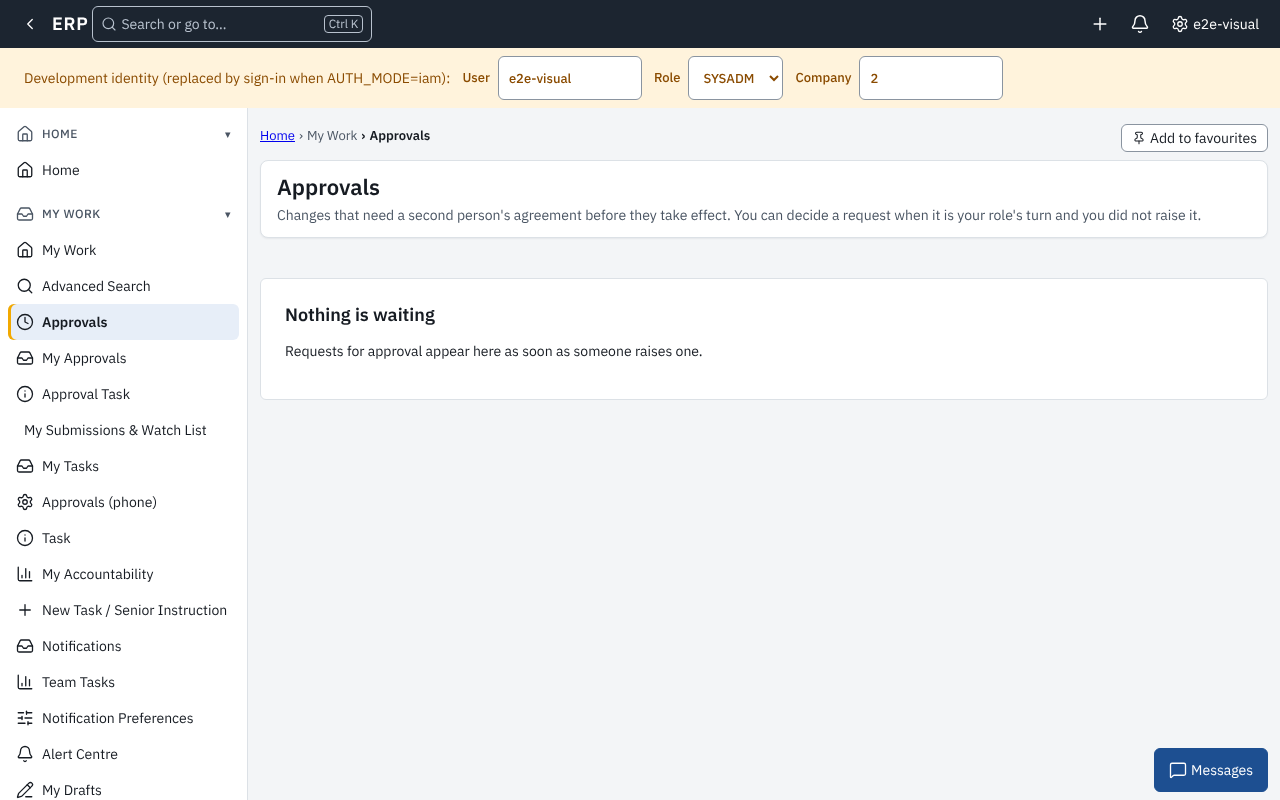 ERP
Search or go to...
Ctrl K
e2e-visual
Development identity (replaced by sign-in when AUTH_MODE=iam):
User
e2e-visual
Role
SYSADM
Company
2
HOME
Home
MY WORK
My Work
Advanced Search
Approvals
My Approvals
Approval Task
My Submissions & Watch List
My Tasks
Approvals (phone)
Task
My Accountability
New Task / Senior Instruction
Notifications
Team Tasks
Notification Preferences
Alert Centre
My Drafts
Home › My Work › Approvals
Add to favourites
Approvals
Changes that need a second person's agreement before they take effect. You can decide a request when it is your role's turn and you did not raise it.
Nothing is waiting
Requests for approval appear here as soon as someone raises one.
Messages